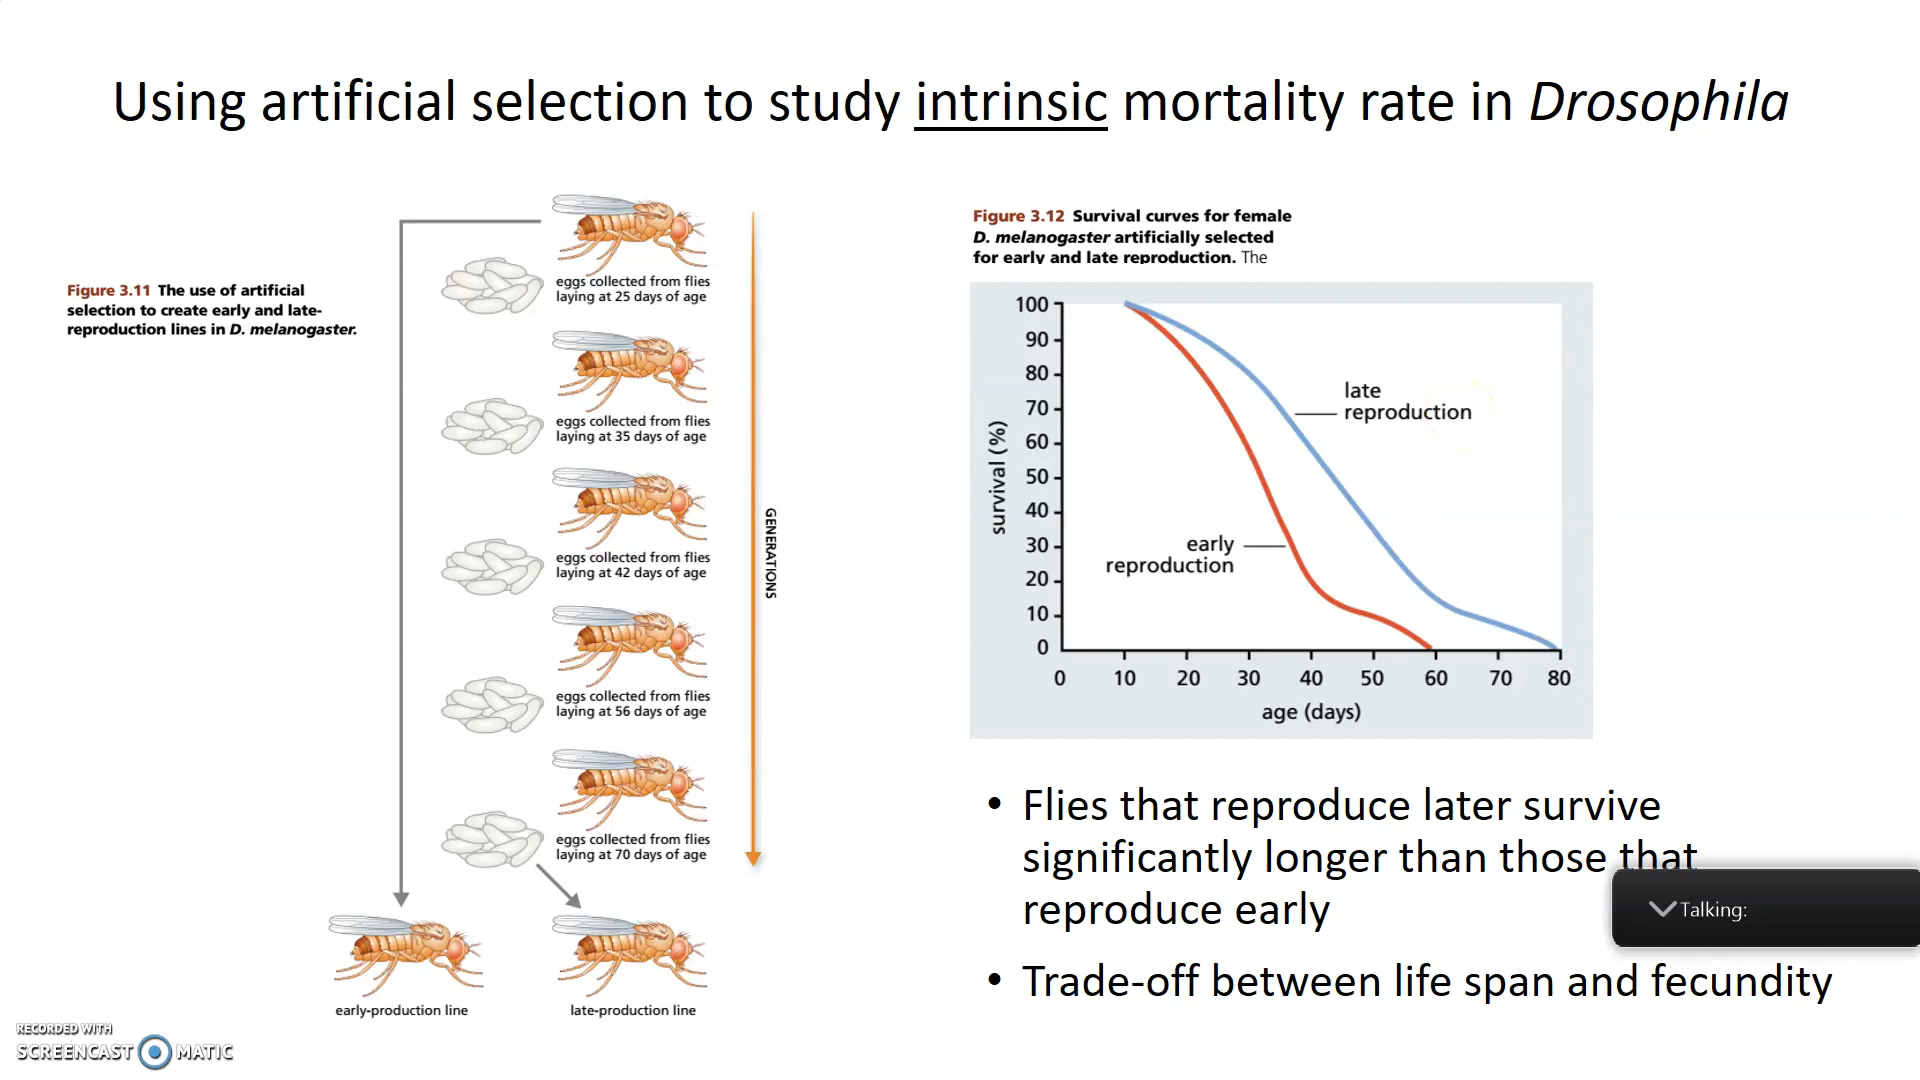 Using artificial selection to study intrinsic mortality rate in Drosophila
Figure 3.11 The use of artificial
selection to create early and late-
reproduction lines in D. melanogaster.
eggs collected from flies
laying at 25 days of age
eggs collected from flies
laying at 35 days of age
eggs collected from flies
laying at 42 days of age
eggs collected from flies
laying at 56 days of age
eggs collected from flies
laying at 70 days of age
GENERATIONS
early-production line
late-production line
Figure 3.12 Survival curves for female
D. melanogaster artificially selected
for early and late reproduction. The
100
90
80
70
60
50
40
30
20
10
0
survival (%)
late
reproduction
early
reproduction
0 10 20 30 40 50 60 70 80
age (days)
• Flies that reproduce later survive
significantly longer than those that
reproduce early
• Trade-off between life span and fecundity
Talking:
RECORDED WITH
SCREENCAST MATIC